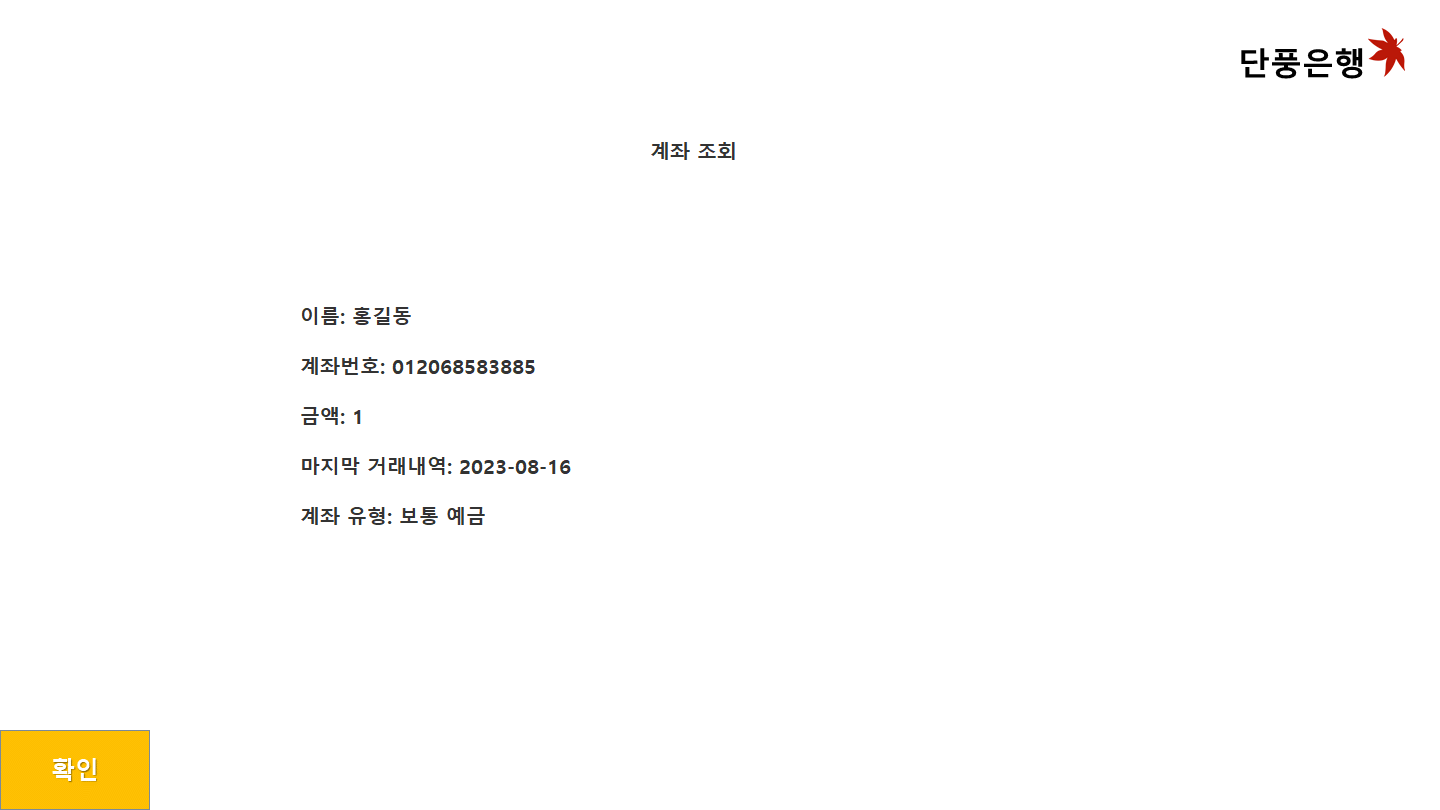 단풍은행
계좌 조회
이름: 홍길동
계좌번호: 012068583885
금액: 1
마지막 거래내역: 2023-08-16
계좌 유형: 보통 예금
확인